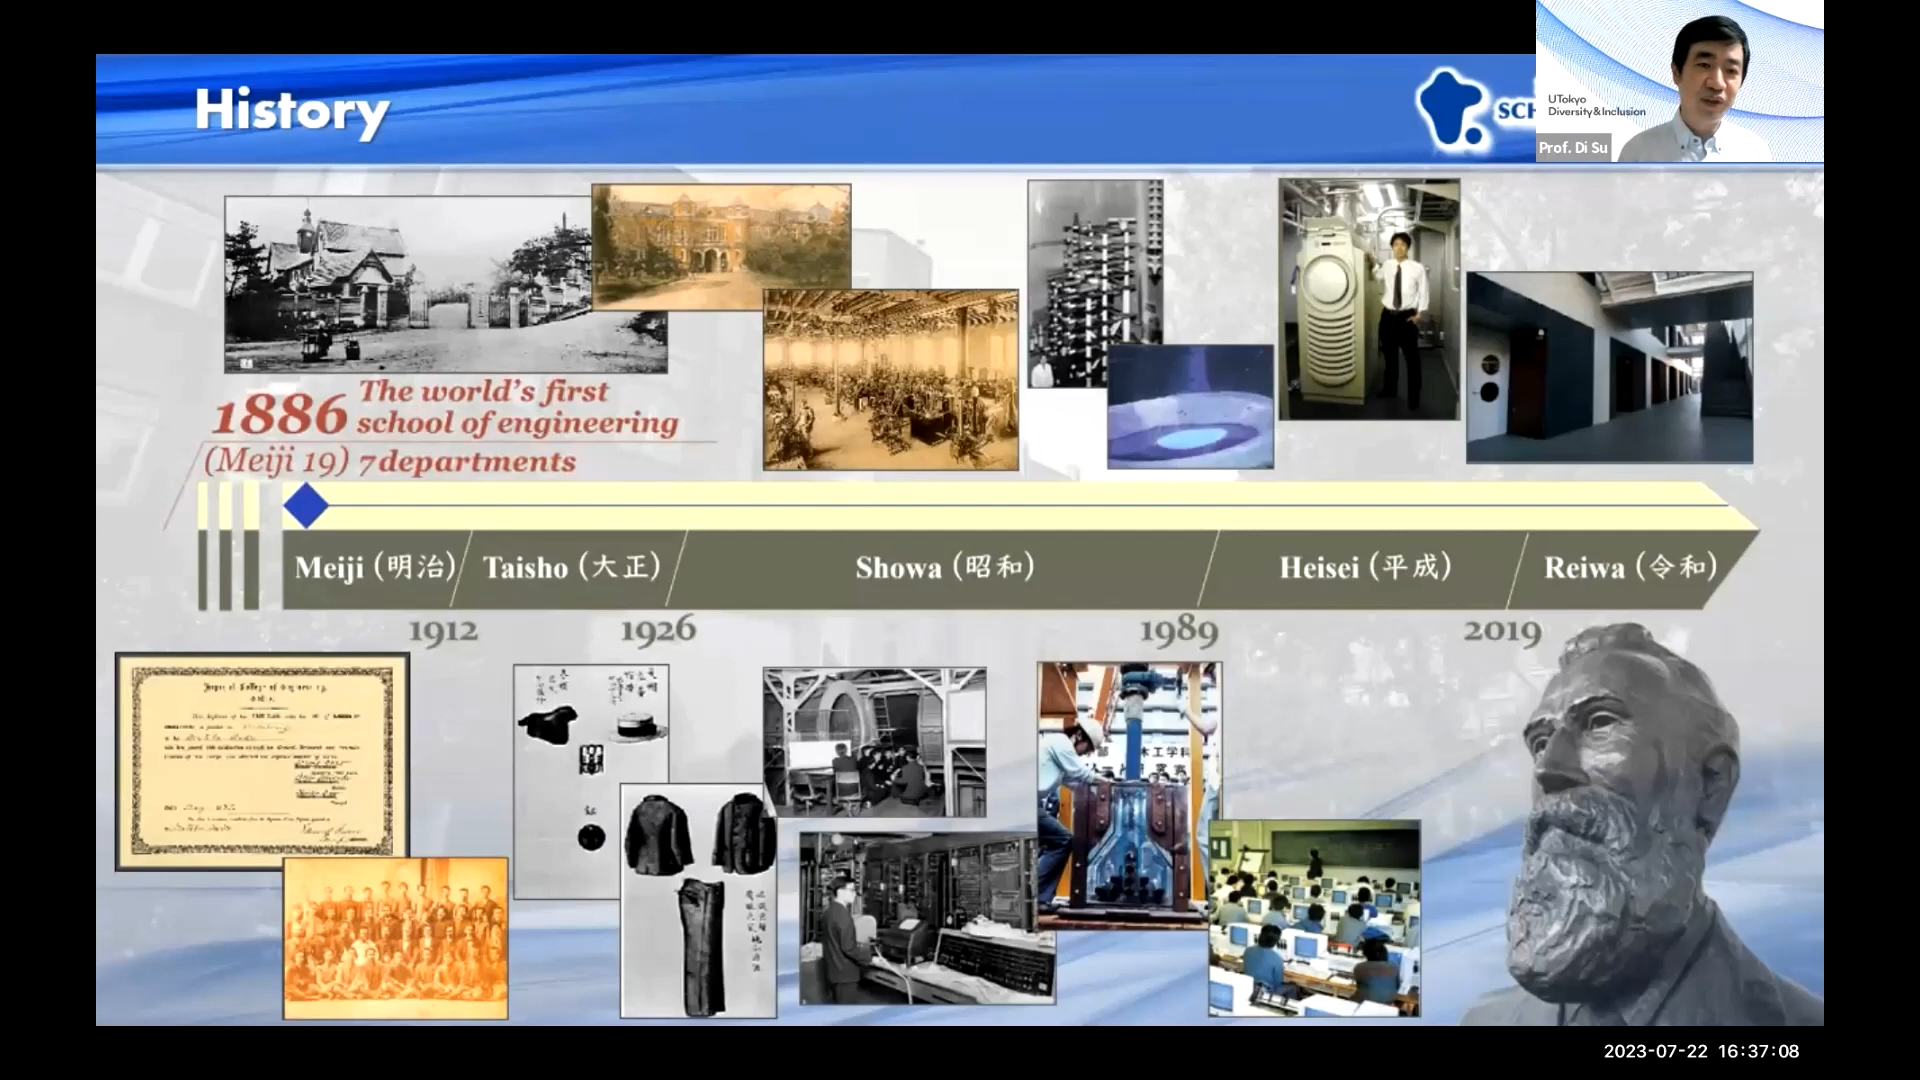 History
SCH
UTokyo
Diversity&Inclusion
Prof. Di Su
1886 The world's first
school of engineering
(Meiji 19) 7 departments
Meiji (明治)
Taisho (大正)
Showa (昭和)
Heisei (平成)
Reiwa (令和)
1912
1926
1989
2019
2023-07-22 16:37:08